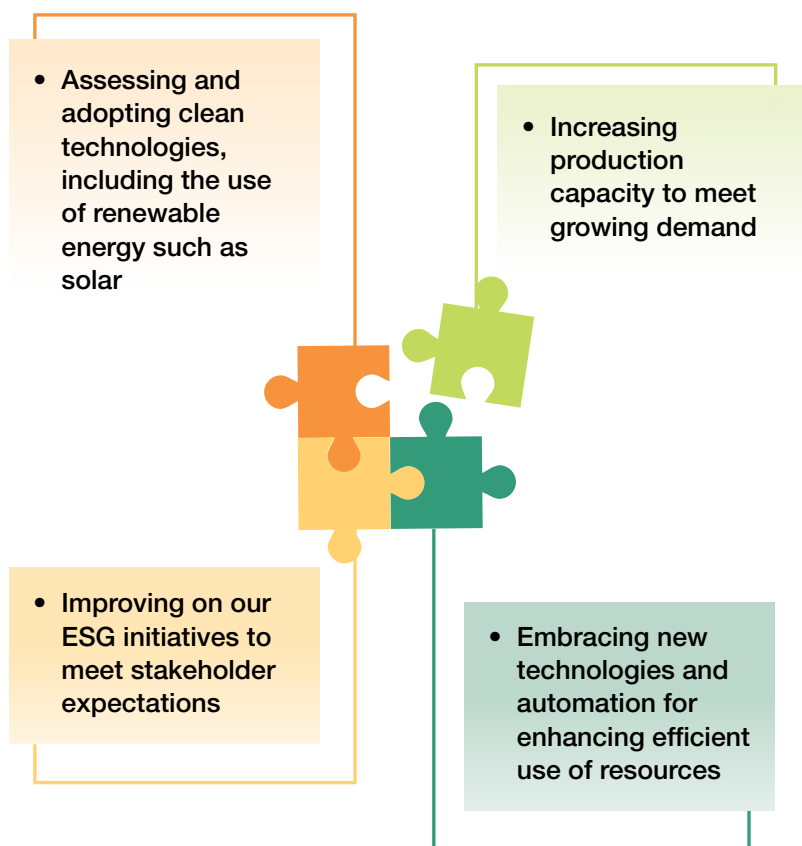 • Assessing and
adopting clean
technologies,
including the use
of renewable
energy such as
solar
• Increasing
production
capacity to meet
growing demand
• Improving on our
ESG initiatives to
meet stakeholder
expectations
• Embracing new
technologies and
automation for
enhancing efficient
use of resources